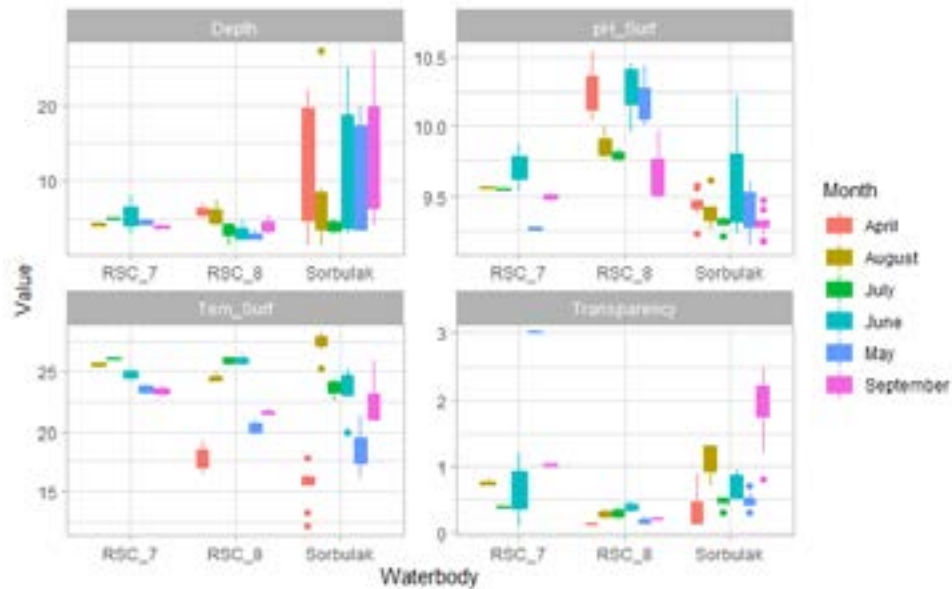 Depth
pH_Surf
20
10
RSC_7
RSC_8
Sorbulak
10.5
10.0
9.5
RSC_7
RSC_8
Sorbulak
Value
Tem_Surf
Transparency
25
20
15
RSC_7
RSC_8
Sorbulak
3
2
1
0
RSC_7
RSC_8
Sorbulak
Waterbody
Month
April
August
July
June
May
September